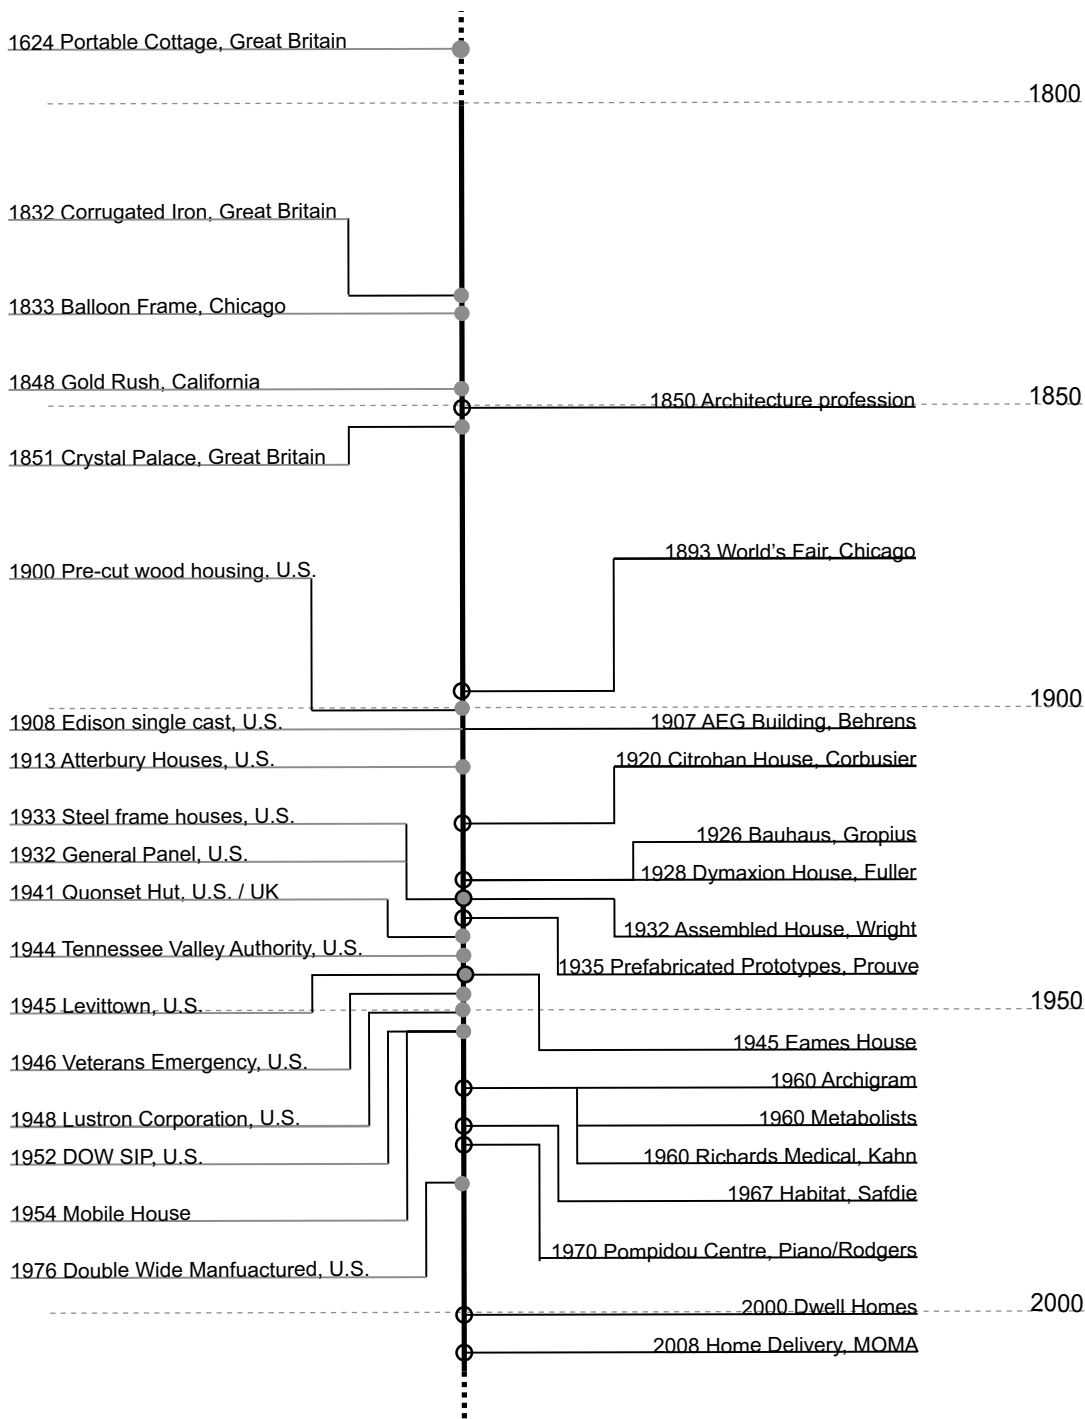 1624 Portable Cottage, Great Britain
1800
1832 Corrugated Iron, Great Britain
1833 Balloon Frame, Chicago
1848 Gold Rush, California
1850 Architecture profession
1850
1851 Crystal Palace, Great Britain
1893 World’s Fair, Chicago
1900 Pre-cut wood housing, U.S.
1900
1908 Edison single cast, U.S.
1907 AEG Building, Behrens
1913 Atterbury Houses, U.S.
1920 Citrohan House, Corbusier
1933 Steel frame houses, U.S.
1926 Bauhaus, Gropius
1932 General Panel, U.S.
1928 Dymaxion House, Fuller
1941 Quonset Hut, U.S. / UK
1932 Assembled House, Wright
1944 Tennessee Valley Authority, U.S.
1935 Prefabricated Prototypes, Prouve
1945 Levittown, U.S.
1950
1945 Eames House
1946 Veterans Emergency, U.S.
1960 Archigram
1948 Lustron Corporation, U.S.
1960 Metabolists
1952 DOW SIP, U.S.
1960 Richards Medical, Kahn
1967 Habitat, Safdie
1954 Mobile House
1970 Pompidou Centre, Piano/Rodgers
1976 Double Wide Manfuactured, U.S.
2000 Dwell Homes
2000
2008 Home Delivery, MOMA